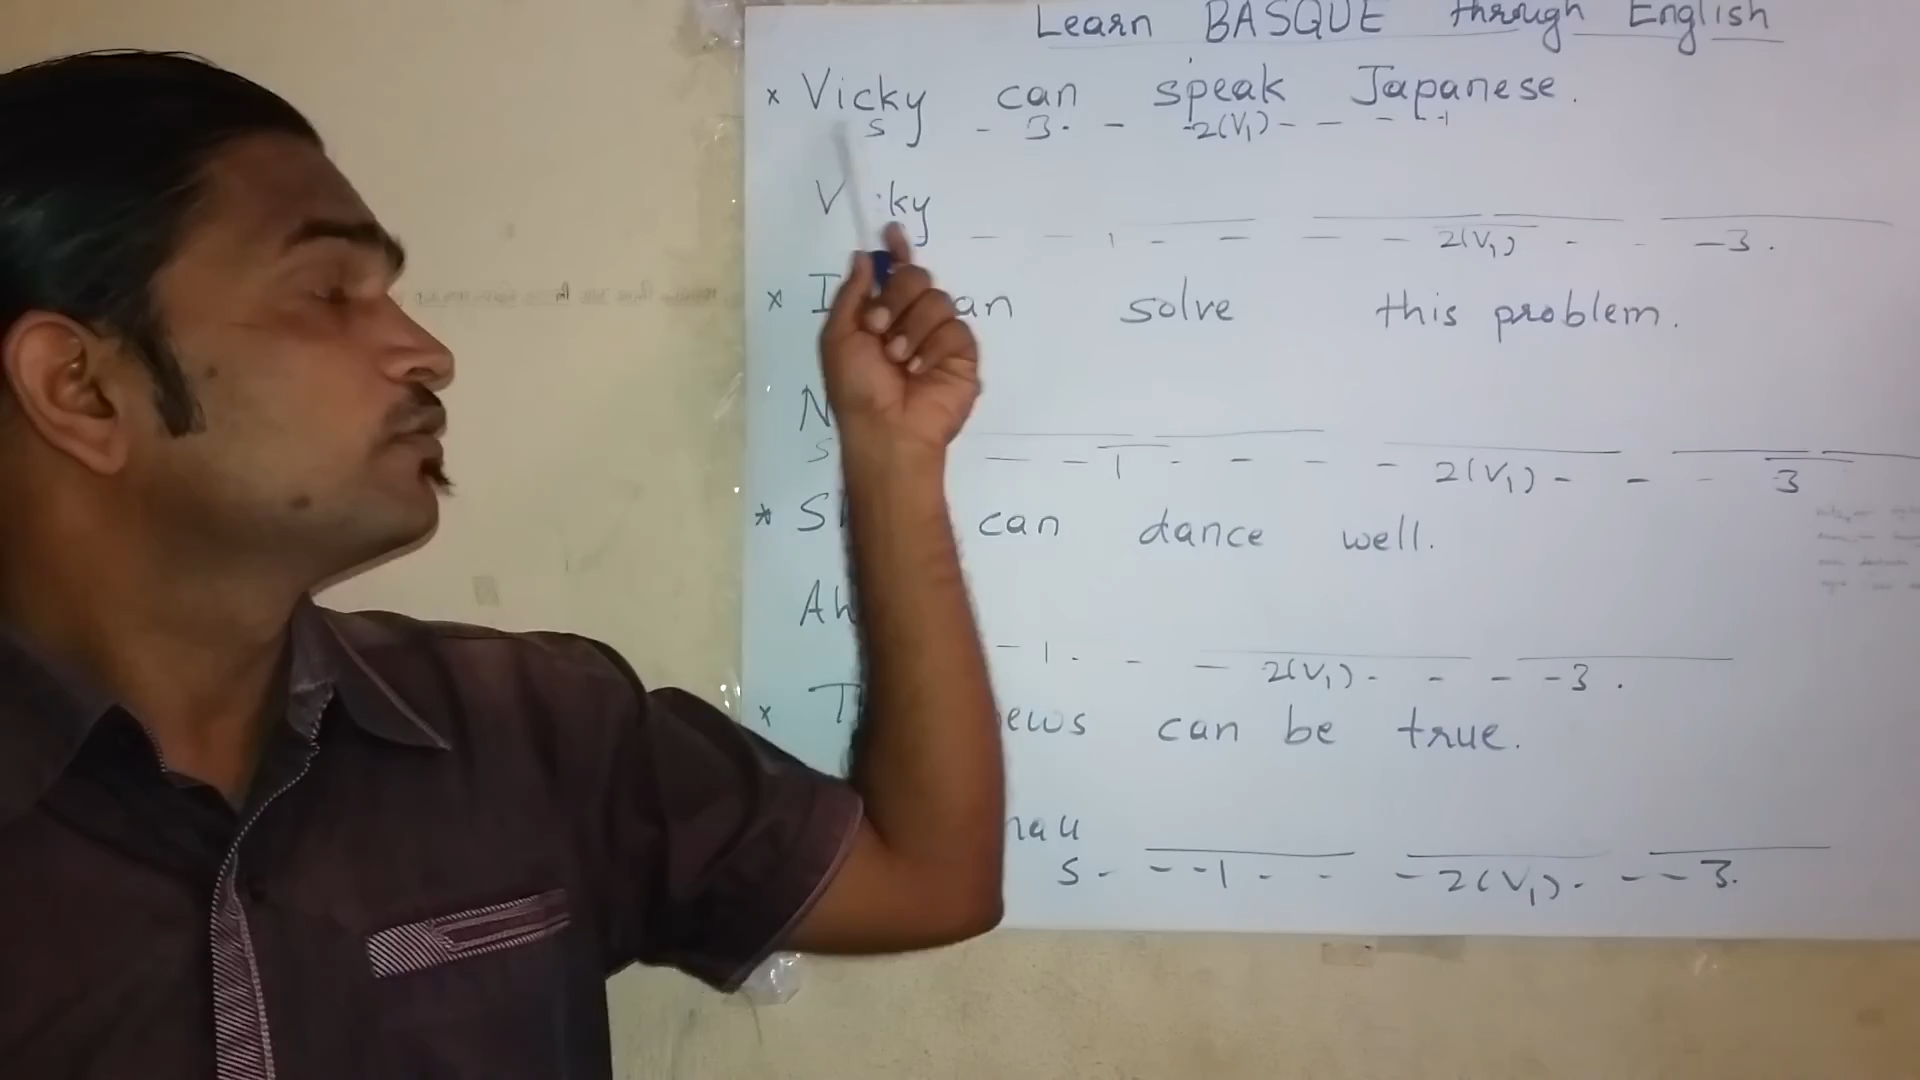 Learn BASQUE through English
× Vicky can speak Japanese.
S - 3. - -2(V₁) - - - - -1
ky
- - 1 - - - - 2(V₁) - - -3.
× I an solve this problem.
N
S - - 1 - - - - 2(V₁) - - - 3
* S can dance well.
Ah
- 1. - - 2(V₁). - - -3.
× T ews can be true.
hau
S. - -1 - - - 2(V₁). - - -3.